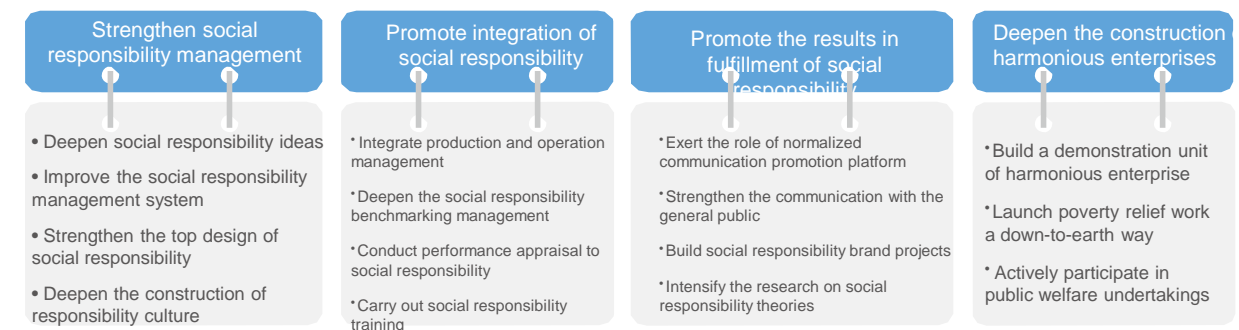 Strengthen social
responsibility management
• Deepen social responsibility ideas
• Improve the social responsibility
management system
• Strengthen the top design of
social responsibility
• Deepen the construction of
responsibility culture
Promote integration of
social responsibility
• Integrate production and operation
management
• Deepen the social responsibility
benchmarking management
• Conduct performance appraisal to
social responsibility
• Carry out social responsibility
training
Promote the results in
fulfillment of social
responsibility
• Exert the role of normalized
communication promotion platform
• Strengthen the communication with the
general public
• Build social responsibility brand projects
• Intensify the research on social
responsibility theories
Deepen the construction
harmonious enterprises
• Build a demonstration unit
of harmonious enterprise
• Launch poverty relief work
a down-to-earth way
• Actively participate in
public welfare undertakings